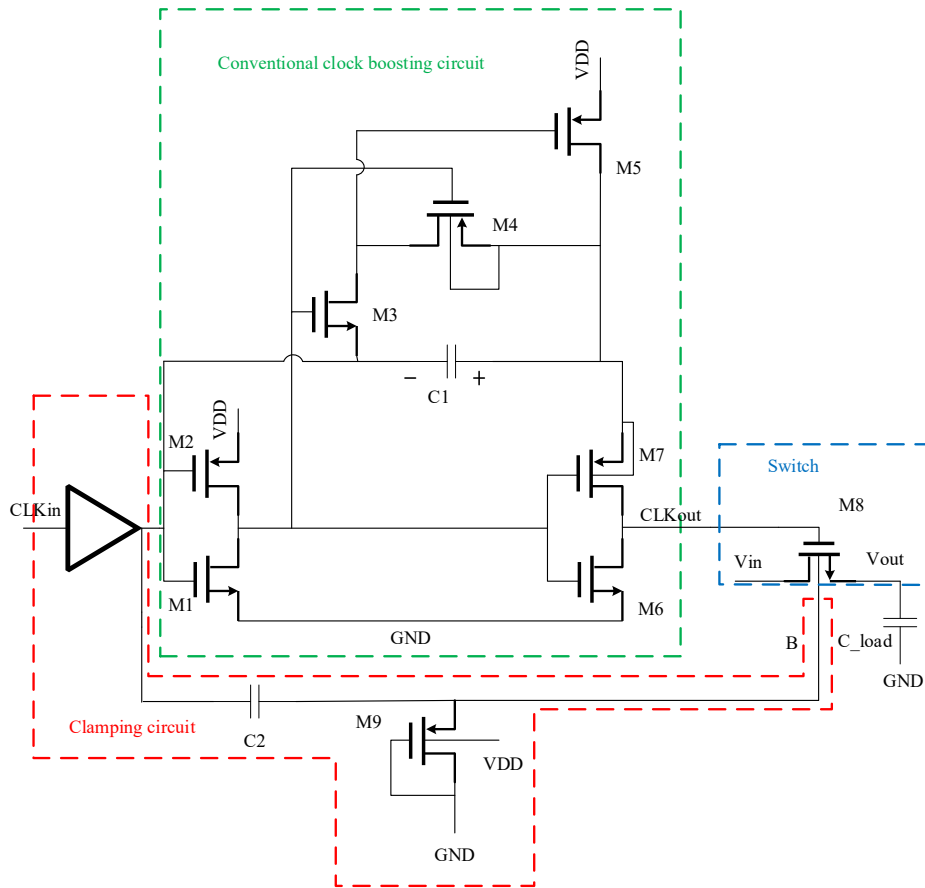 Conventional clock boosting circuit
VDD
M5
M4
M3
C1
M2
VDD
M7
Switch
CLKin
CLKout
M8
Vin
Vout
M1
M6
GND
B
C_load
GND
Clamping circuit
C2
M9
VDD
GND